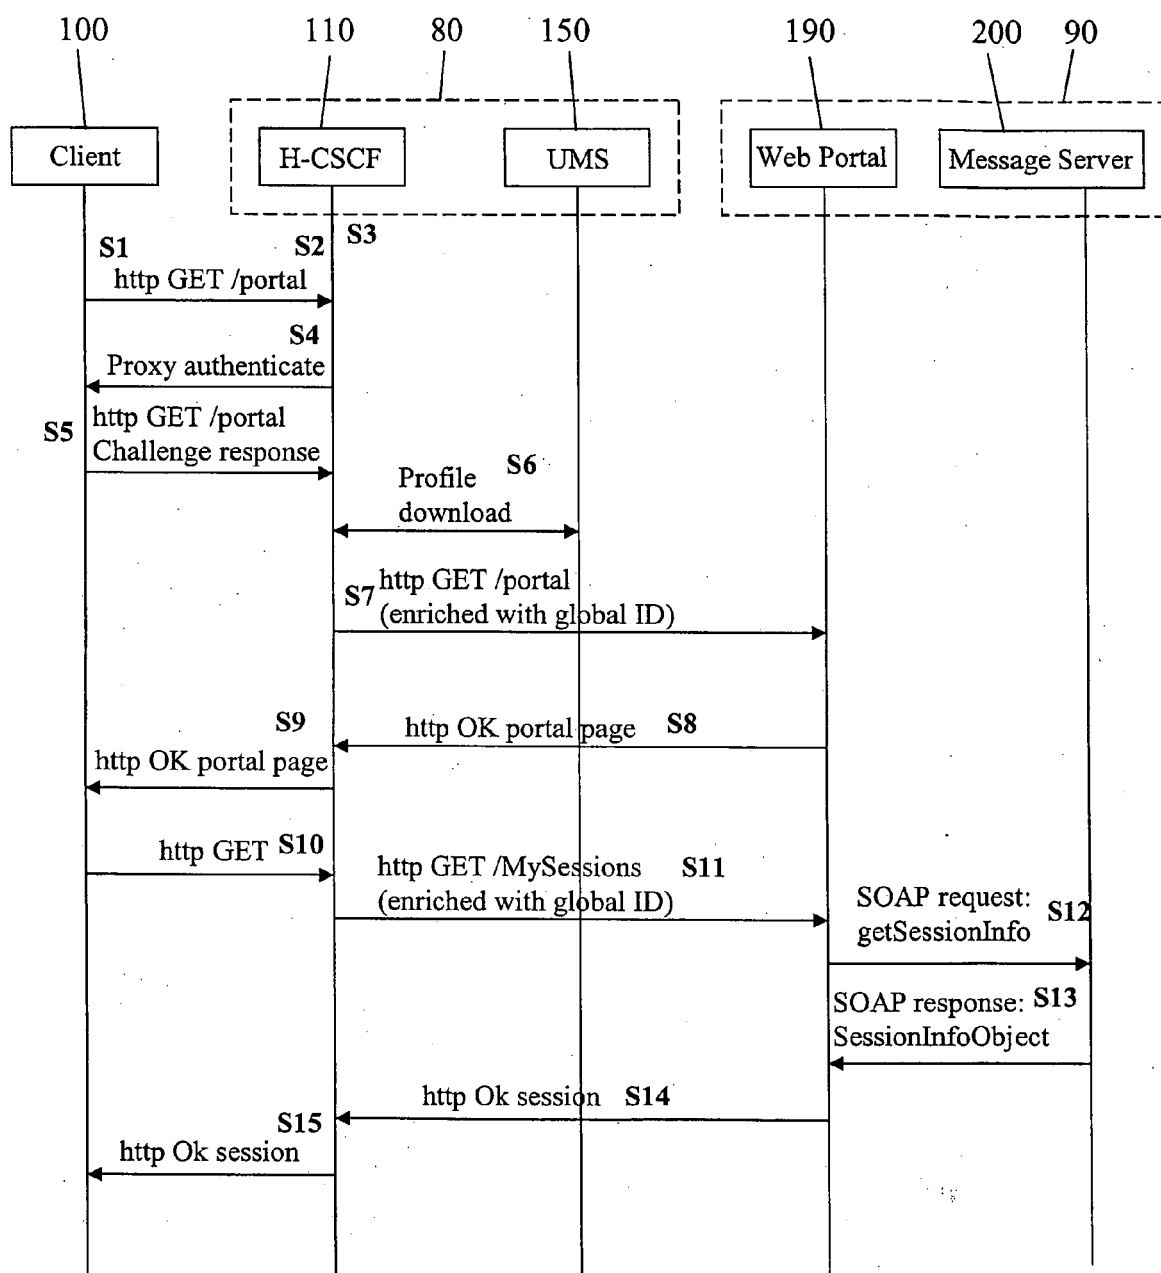 100 110 80 150 190 200 90
Client H-CSCF UMS Web Portal Message Server
S1 S2 S3
http GET /portal
S4
Proxy authenticate
S5 http GET /portal
Challenge response
Profile S6
download
S7 http GET /portal
(enriched with global ID)
S9 http OK portal page S8
http OK portal page
http GET S10
http GET /MySessions S11
(enriched with global ID)
SOAP request: S12
getSessionInfo
SOAP response: S13
SessionInfoObject
http Ok session S14
S15
http Ok session